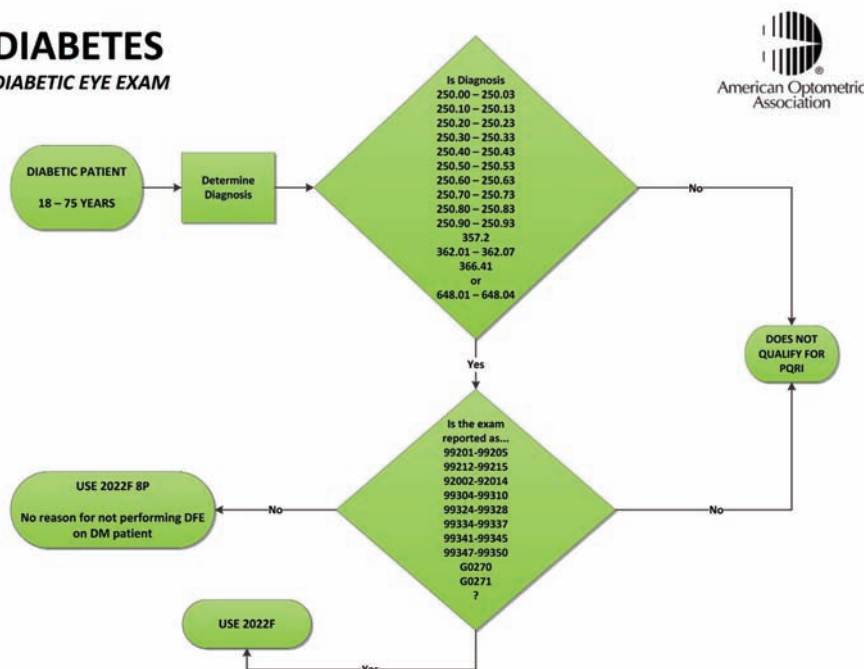 DIABETES
DIABETIC EYE EXAM
American Optometric
Association
®
DIABETIC PATIENT
18 – 75 YEARS
Determine
Diagnosis
Is Diagnosis
250.00 – 250.03
250.10 – 250.13
250.20 – 250.23
250.30 – 250.33
250.40 – 250.43
250.50 – 250.53
250.60 – 250.63
250.70 – 250.73
250.80 – 250.83
250.90 – 250.93
357.2
362.01 – 362.07
366.41
or
648.01 – 648.04
No
DOES NOT
QUALIFY FOR
PQRI
Yes
Is the exam
reported as...
99201-99205
99212-99215
92002-92014
99304-99310
99324-99328
99334-99337
99341-99345
99347-99350
G0270
G0271
?
No
No
USE 2022F 8P
No reason for not performing DFE
on DM patient
USE 2022F
Yes